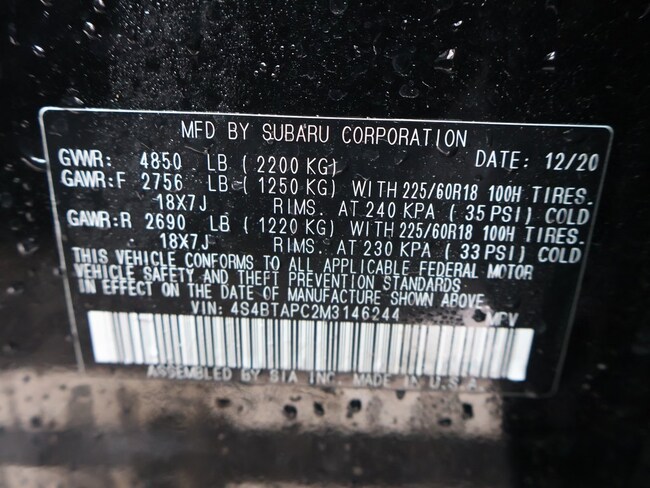 MFD BY SUBARU CORPORATION
GVWR: 4850 LB ( 2200 KG) DATE: 12/20
GAWR:F 2756 LB ( 1250 KG) WITH 225/60R18 100H TIRES.
18X7J RIMS. AT 240 KPA ( 35 PSI) COLD
GAWR:R 2690 LB ( 1220 KG) WITH 225/60R18 100H TIRES.
18X7J RIMS. AT 230 KPA ( 33 PSI) COLD
THIS VEHICLE CONFORMS TO ALL APPLICABLE FEDERAL MOTOR
VEHICLE SAFETY AND THEFT PREVENTION STANDARDS
IN EFFECT ON THE DATE OF MANUFACTURE SHOWN ABOVE.
VIN: 4S4BTAPC2M3146244 MPV
ASSEMBLED BY SIA INC. MADE IN U.S.A